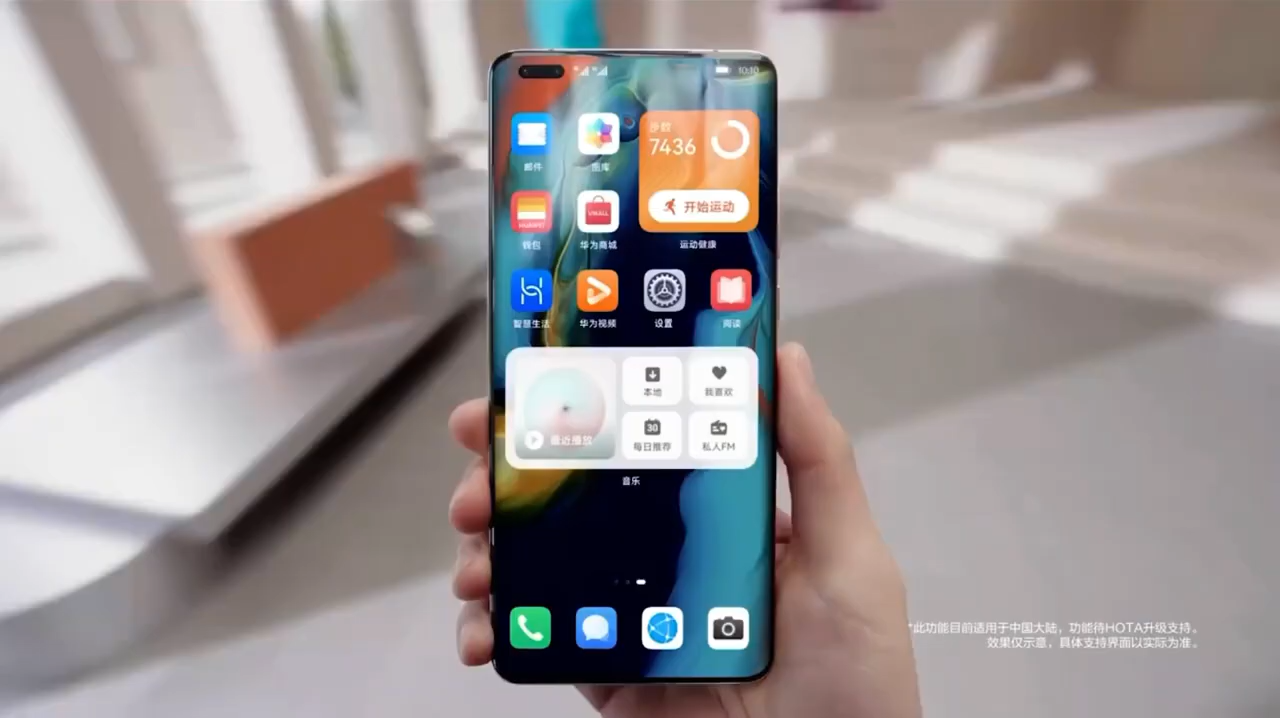 10:10
邮件
图库
步数
7436
开始运动
HUAWEI
钱包
VMALL
华为商城
运动健康
智慧生活
华为视频
设置
阅读
最近播放
本地
我喜欢
30
每日推荐
私人FM
音乐
*此功能目前适用于中国大陆，功能待HOTA升级支持。
效果仅示意，具体支持界面以实际为准。